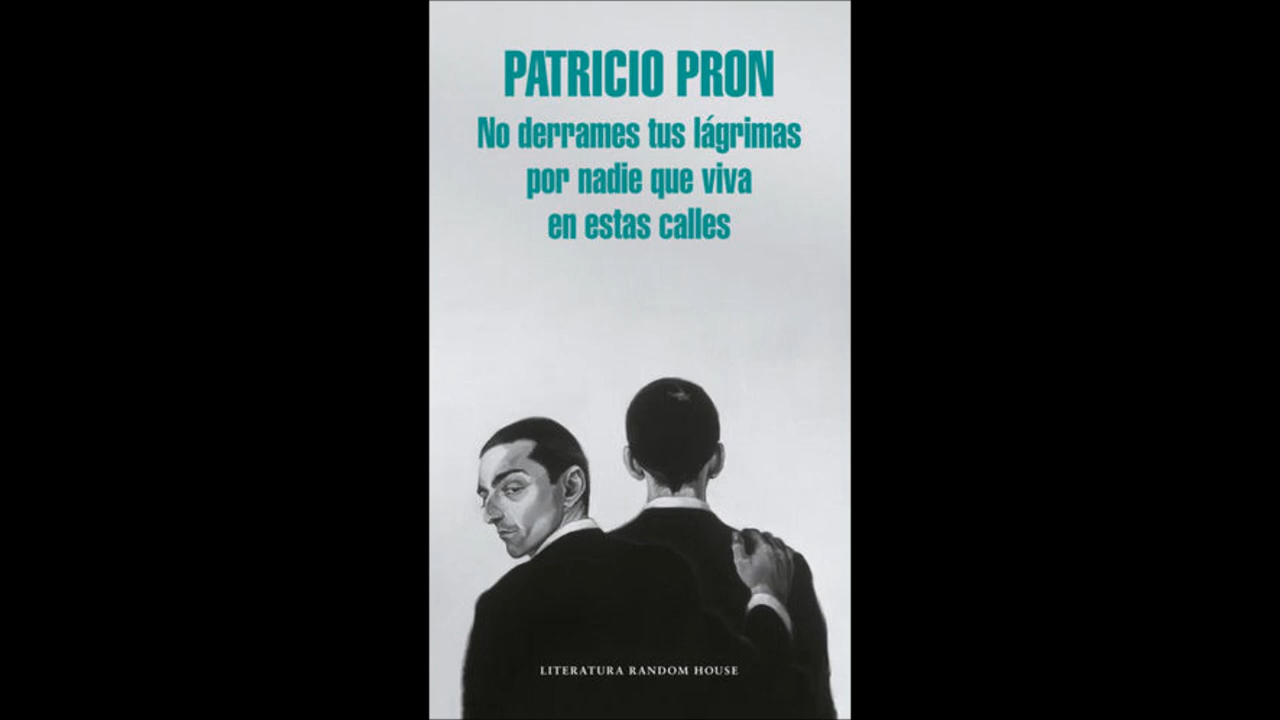 PATRICIO PRON
No derrames tus lágrimas
por nadie que viva
en estas calles
LITERATURA RANDOM HOUSE